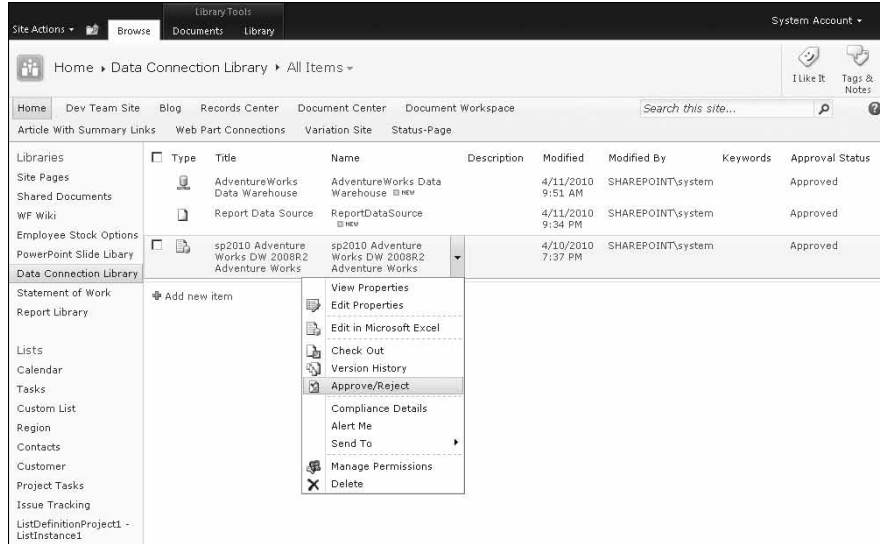 Library Tools
Site Actions
Browse
Documents
Library
System Account
Home ▸ Data Connection Library ▸ All Items
I Like It
Tags & Notes
Home Dev Team Site Blog Records Center Document Center Document Workspace
Search this site...
Article With Summary Links Web Part Connections Variation Site Status-Page
Libraries
Site Pages
Shared Documents
WF Wiki
Employee Stock Options
PowerPoint Slide Libary
Data Connection Library
Statement of Work
Report Library
Lists
Calendar
Tasks
Custom List
Region
Contacts
Customer
Project Tasks
Issue Tracking
ListDefinitionProject1 -
ListInstance1
Type Title Name Description Modified Modified By Keywords Approval Status
AdventureWorks AdventureWorks Data 4/11/2010 SHAREPOINT\system Approved
Data Warehouse Warehouse NEW 9:51 AM
Report Data Source ReportDataSource 4/11/2010 SHAREPOINT\system Approved
NEW 9:34 PM
sp2010 Adventure sp2010 Adventure 4/10/2010 SHAREPOINT\system Approved
Works DW 2008R2 Works DW 2008R2 7:37 PM
Adventure Works Adventure Works
Add new item
View Properties
Edit Properties
Edit in Microsoft Excel
Check Out
Version History
Approve/Reject
Compliance Details
Alert Me
Send To
Manage Permissions
Delete